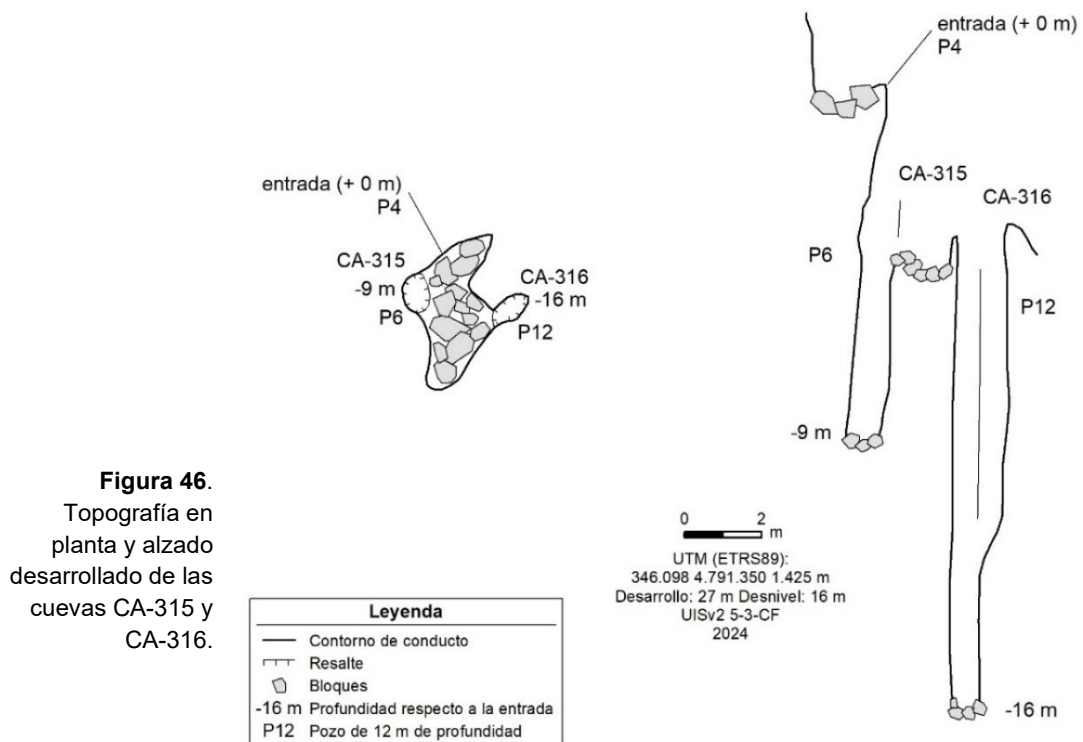 entrada (+ 0 m)
P4
CA-315
-9 m
P6
CA-316
-16 m
P12
entrada (+ 0 m)
P4
CA-315
CA-316
P6
P12
-9 m
-16 m
0 2
m
UTM (ETRS89):
346.098 4.791.350 1.425 m
Desarrollo: 27 m Desnivel: 16 m
UISv2 5-3-CF
2024
Figura 46.
Topografía en
planta y alzado
desarrollado de las
cuevas CA-315 y
CA-316.
Leyenda
Contorno de conducto
Resalte
Bloques
-16 m Profundidad respecto a la entrada
P12 Pozo de 12 m de profundidad